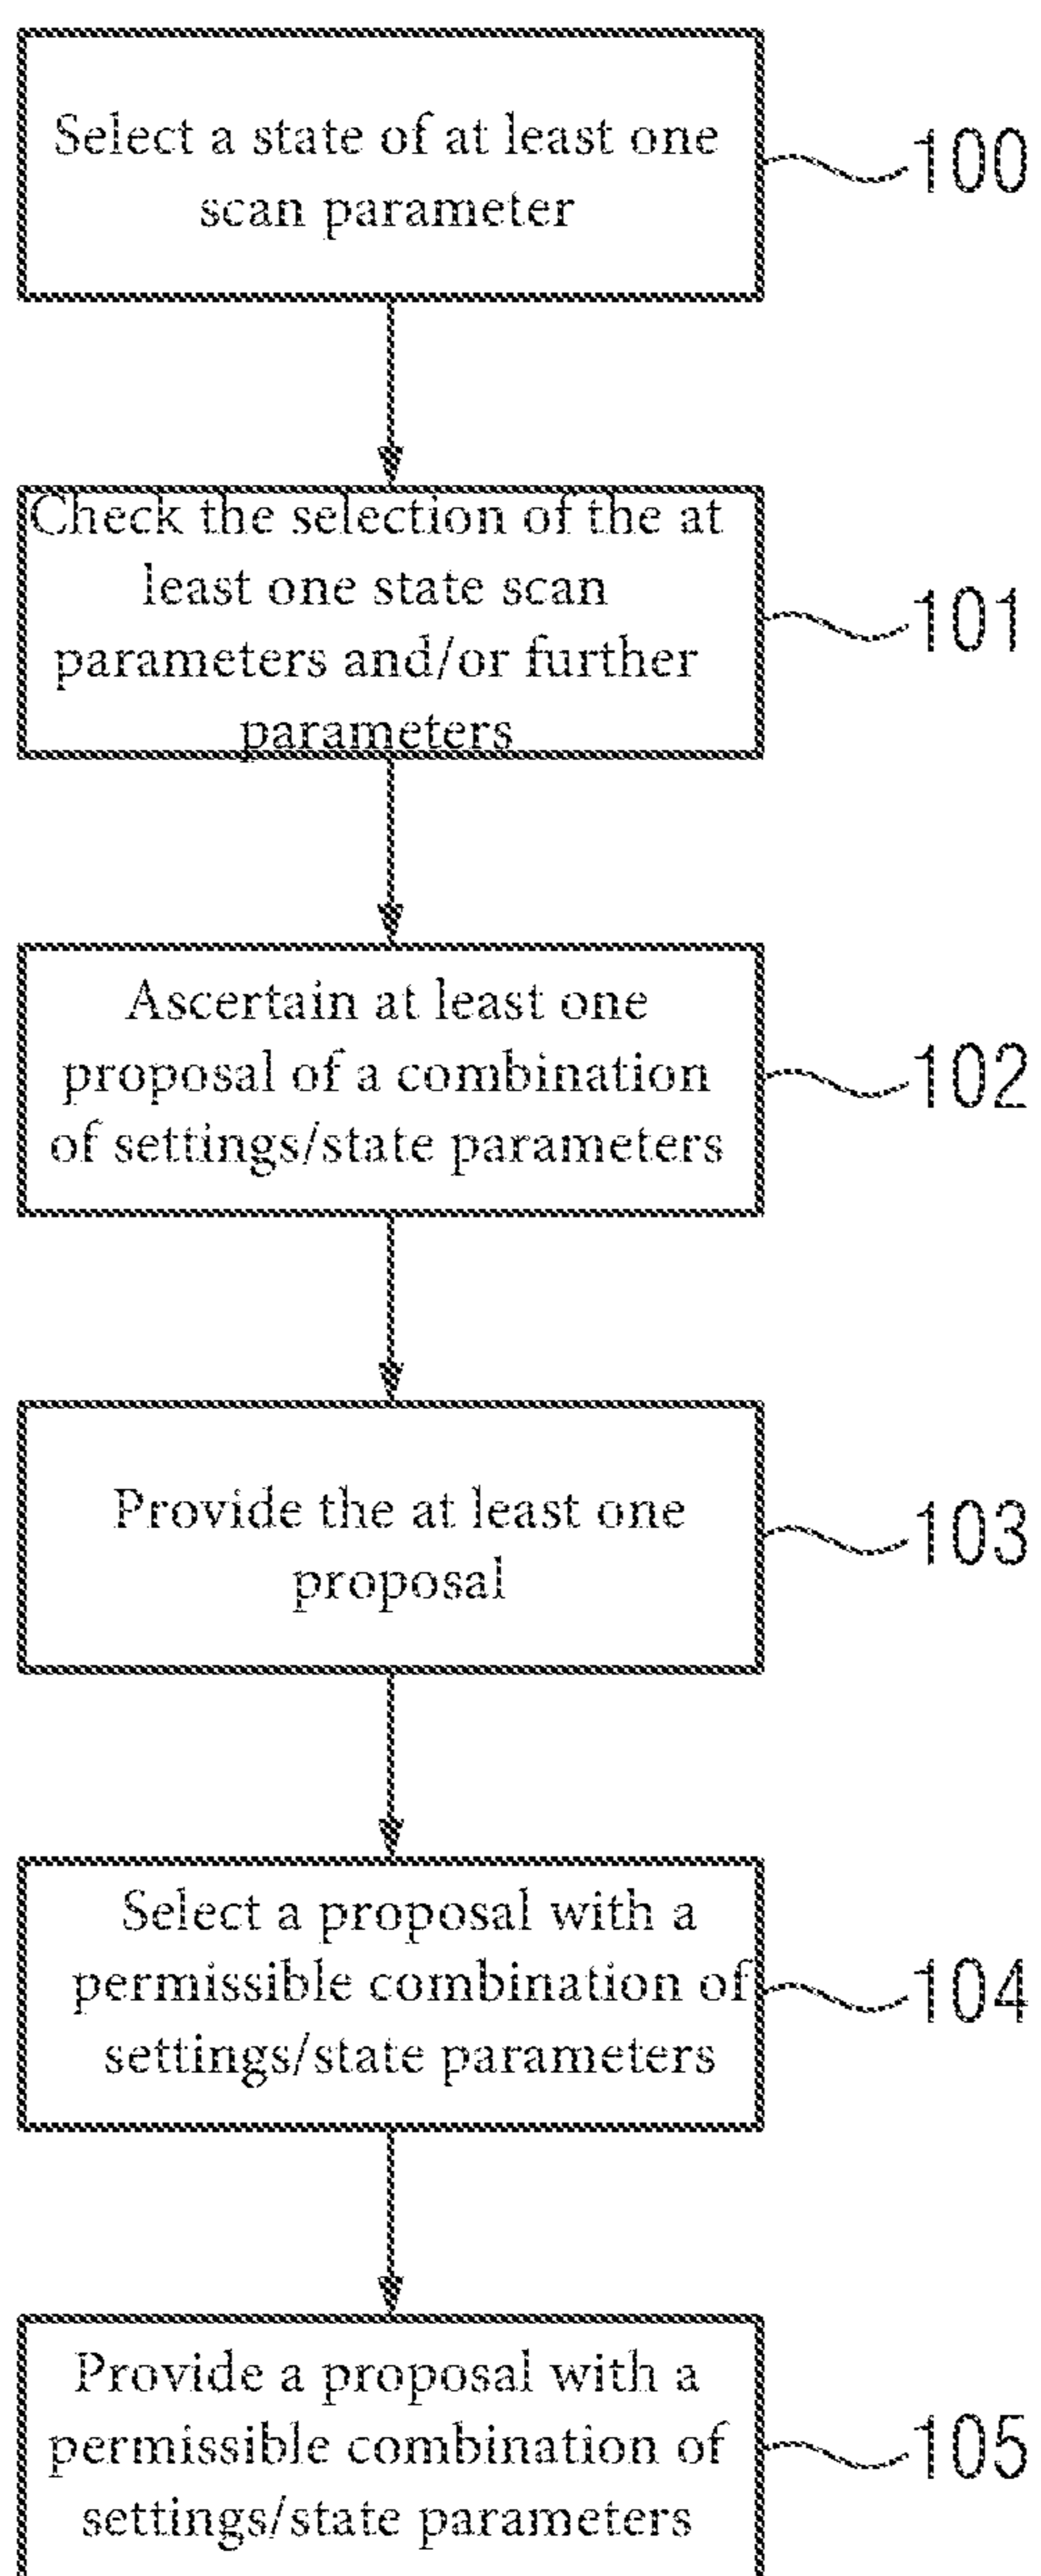 Select a state of at least one
scan parameter
100
Check the selection of the at
least one state scan
parameters and/or further
parameters
101
Ascertain at least one
proposal of a combination
of settings/state parameters
102
Provide the at least one
proposal
103
Select a proposal with a
permissible combination of
settings/state parameters
104
Provide a proposal with a
permissible combination of
settings/state parameters
105